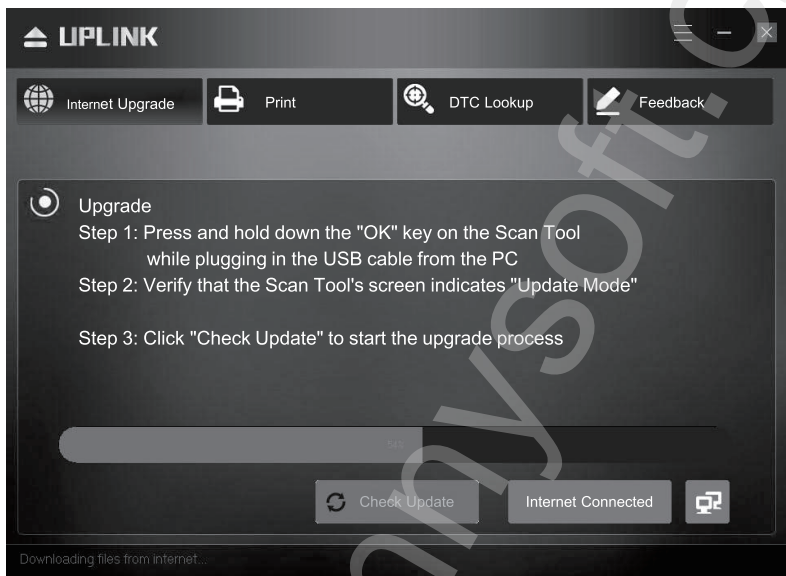 UPLINK
Internet Upgrade
Print
DTC Lookup
Feedback
Upgrade
Step 1: Press and hold down the "OK" key on the Scan Tool
while plugging in the USB cable from the PC
Step 2: Verify that the Scan Tool's screen indicates "Update Mode"
Step 3: Click "Check Update" to start the upgrade process
Check Update
Internet Connected
Downloading files from internet...